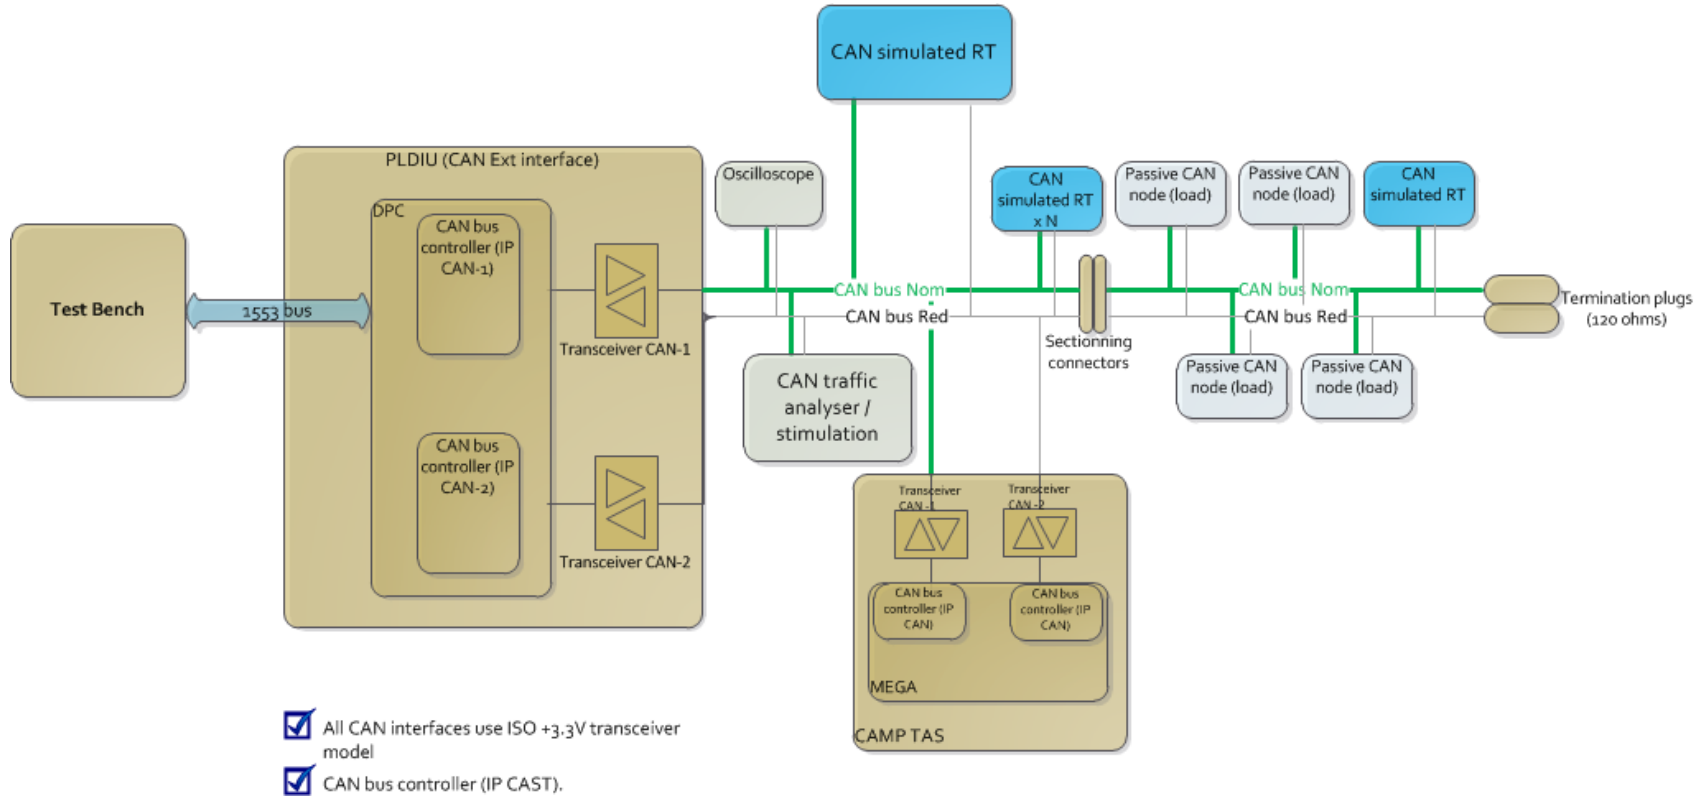 CAN simulated RT
PLDIU (CAN Ext interface)
Oscilloscope
CAN
simulated RT
x N
Passive CAN
node (load)
Passive CAN
node (load)
CAN
simulated RT
DPC
CAN bus
controller (IP
CAN-1)
Test Bench
1553 bus
Transceiver CAN-1
CAN bus Nom
CAN bus Red
CAN bus Nom
CAN bus Red
Termination plugs
(120 ohms)
Sectionning
connectors
CAN traffic
analyser /
stimulation
Passive CAN
node (load)
Passive CAN
node (load)
CAN bus
controller (IP
CAN-2)
Transceiver CAN-2
Transceiver
CAN -1
Transceiver
CAN -2
CAN bus
controller (IP
CAN)
CAN bus
controller (IP
CAN)
MEGA
CAMP TAS
All CAN interfaces use ISO +3.3V transceiver
model
CAN bus controller (IP CAST).